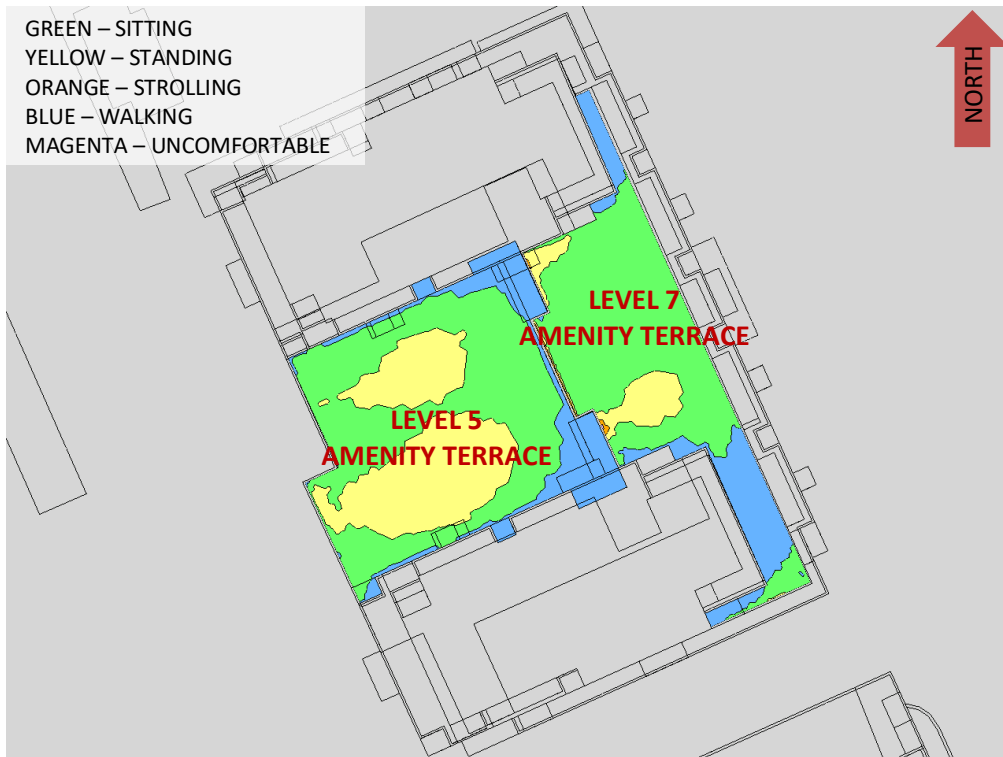 GREEN – SITTING
YELLOW – STANDING
ORANGE – STROLLING
BLUE – WALKING
MAGENTA – UNCOMFORTABLE
NORTH
LEVEL 7
AMENITY TERRACE
LEVEL 5
AMENITY TERRACE